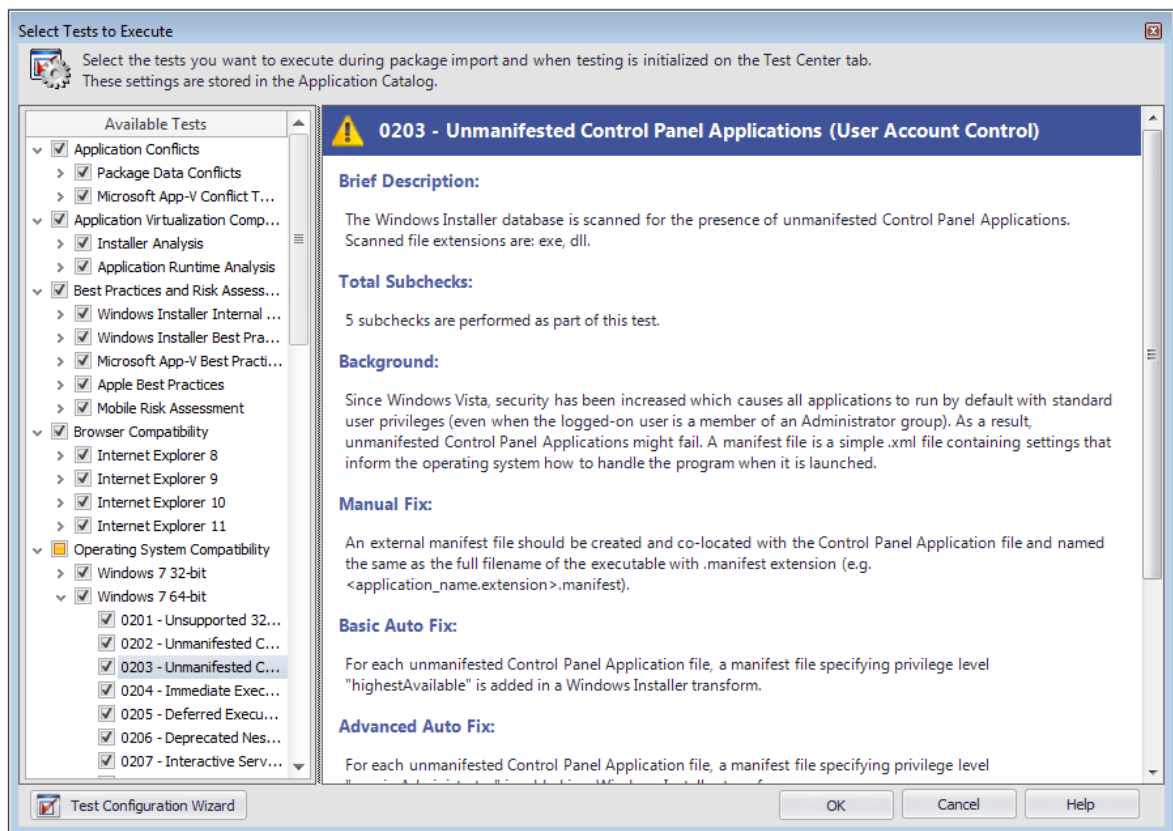 Select Tests to Execute
Select the tests you want to execute during package import and when testing is initialized on the Test Center tab.
These settings are stored in the Application Catalog.
Available Tests
Application Conflicts
Package Data Conflicts
Microsoft App-V Conflict T...
Application Virtualization Comp...
Installer Analysis
Application Runtime Analysis
Best Practices and Risk Assess...
Windows Installer Internal ...
Windows Installer Best Pra...
Microsoft App-V Best Practi...
Apple Best Practices
Mobile Risk Assessment
Browser Compatibility
Internet Explorer 8
Internet Explorer 9
Internet Explorer 10
Internet Explorer 11
Operating System Compatibility
Windows 7 32-bit
Windows 7 64-bit
0201 - Unsupported 32...
0202 - Unmanifested C...
0203 - Unmanifested C...
0204 - Immediate Exec...
0205 - Deferred Execu...
0206 - Deprecated Nes...
0207 - Interactive Serv...
0203 - Unmanifested Control Panel Applications (User Account Control)
Brief Description:
The Windows Installer database is scanned for the presence of unmanifested Control Panel Applications.
Scanned file extensions are: exe, dll.
Total Subchecks:
5 subchecks are performed as part of this test.
Background:
Since Windows Vista, security has been increased which causes all applications to run by default with standard
user privileges (even when the logged-on user is a member of an Administrator group). As a result,
unmanifested Control Panel Applications might fail. A manifest file is a simple .xml file containing settings that
inform the operating system how to handle the program when it is launched.
Manual Fix:
An external manifest file should be created and co-located with the Control Panel Application file and named
the same as the full filename of the executable with .manifest extension (e.g.
<application_name.extension>.manifest).
Basic Auto Fix:
For each unmanifested Control Panel Application file, a manifest file specifying privilege level
"highestAvailable" is added in a Windows Installer transform.
Advanced Auto Fix:
For each unmanifested Control Panel Application file, a manifest file specifying privilege level
Test Configuration Wizard
OK
Cancel
Help